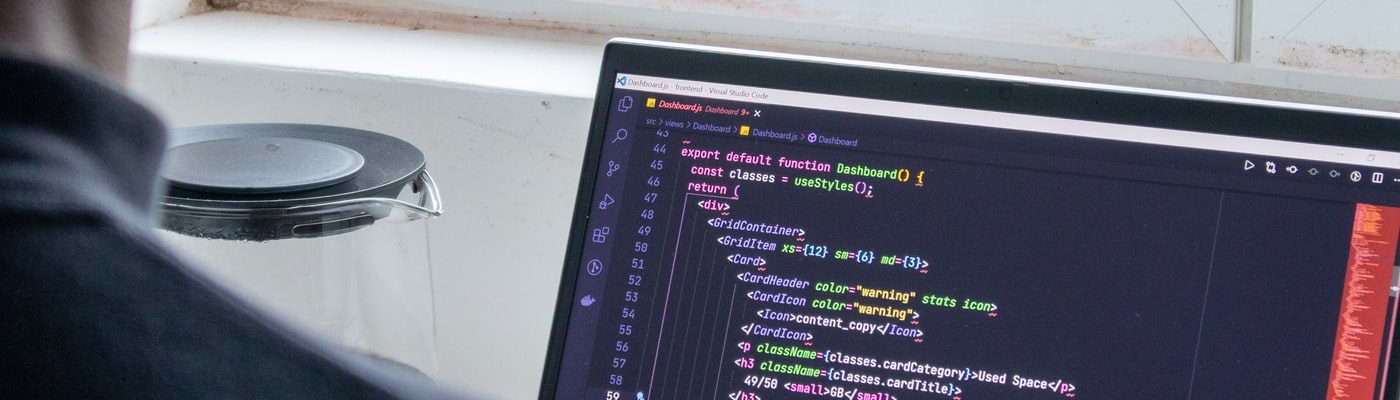 Dashboard.js - frontend - Visual Studio Code
Dashboard.js Dashboard 9+
src > views > Dashboard > Dashboard.js > Dashboard
43
44 export default function Dashboard() {
45 const classes = useStyles();
46 return (
47 <div>
48 <GridContainer>
49 <GridItem xs={12} sm={6} md={3}>
50 <Card>
51 <CardHeader color="warning" stats icon>
52 <CardIcon color="warning">
53 <Icon>content_copy</Icon>
54 </CardIcon>
55 <p className={classes.cardCategory}>Used Space</p>
56 <h3 className={classes.cardTitle}>
57 49/50 <small>GB</small>
58 </h3>
59